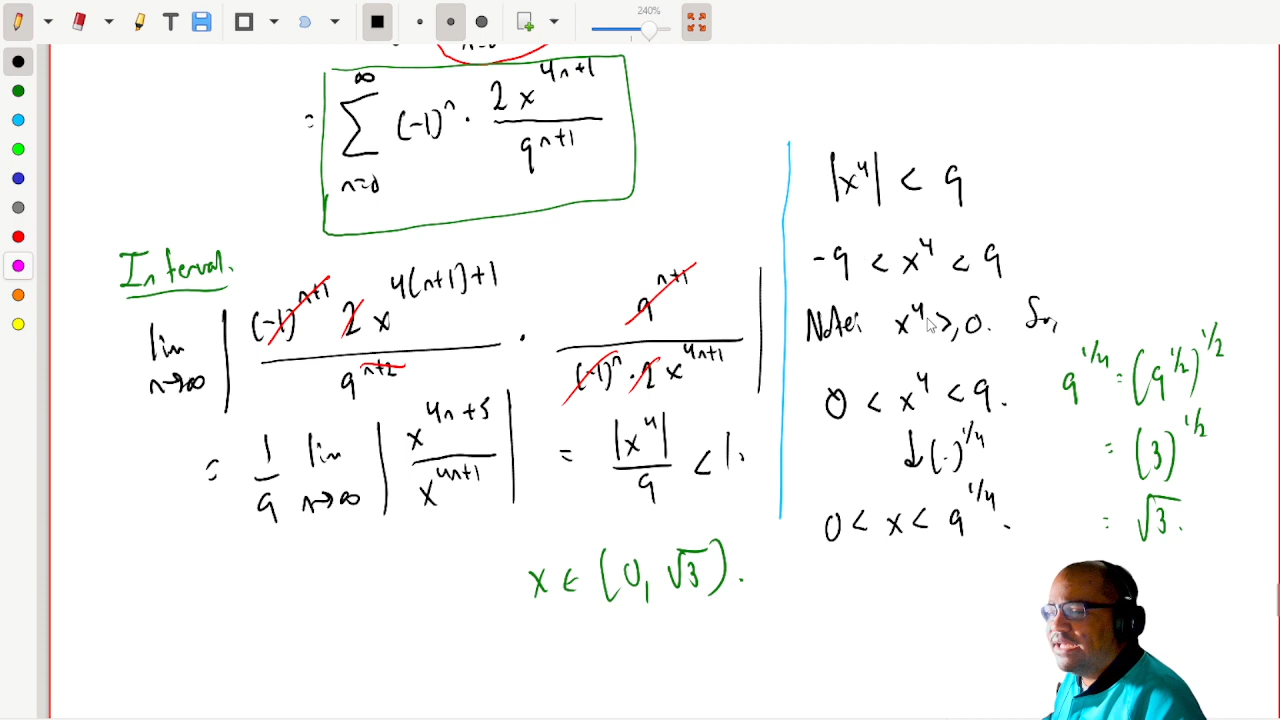 240%
= ∑_{n=0}^{∞} (-1)^n · 2x^{4n+1} / 9^{n+1}
Interval.
lim_{n→∞} | (-1)^{n+1} 2 x^{4(n+1)+1} / 9^{n+2} · 9^{n+1} / (-1)^n · 2 x^{4n+1} |
= 1/9 lim_{n→∞} | x^{4n+5} / x^{4n+1} | = |x^4| / 9 < 1.
x ∈ (0, √3).
|x^4| < 9
-9 < x^4 < 9
Note: x^4 ≥ 0. So,
0 < x^4 < 9.
↓ (·)^{1/4}
0 < x < 9^{1/4}.
9^{1/4} = (9^{1/2})^{1/2}
= (3)^{1/2}
= √3.